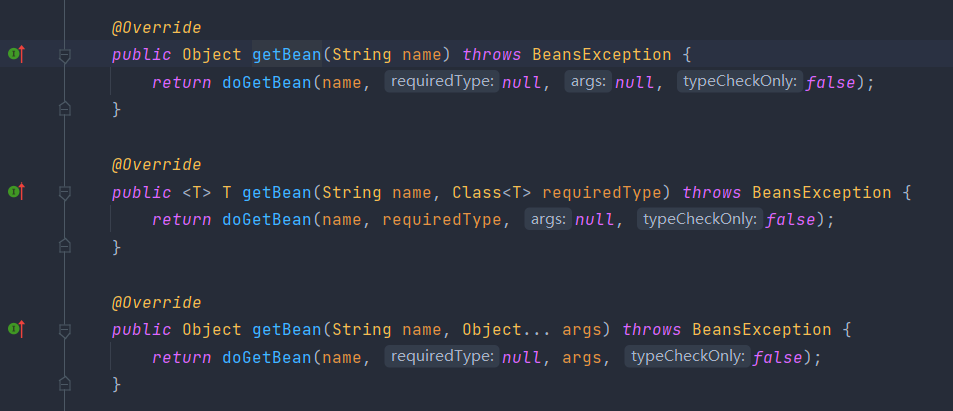 @Override
public Object getBean(String name) throws BeansException {
return doGetBean(name, requiredType: null, args: null, typeCheckOnly: false);
}
@Override
public <T> T getBean(String name, Class<T> requiredType) throws BeansException {
return doGetBean(name, requiredType, args: null, typeCheckOnly: false);
}
@Override
public Object getBean(String name, Object... args) throws BeansException {
return doGetBean(name, requiredType: null, args, typeCheckOnly: false);
}